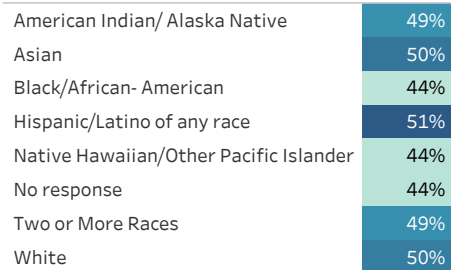 American Indian/ Alaska Native 49%
Asian 50%
Black/African- American 44%
Hispanic/Latino of any race 51%
Native Hawaiian/Other Pacific Islander 44%
No response 44%
Two or More Races 49%
White 50%